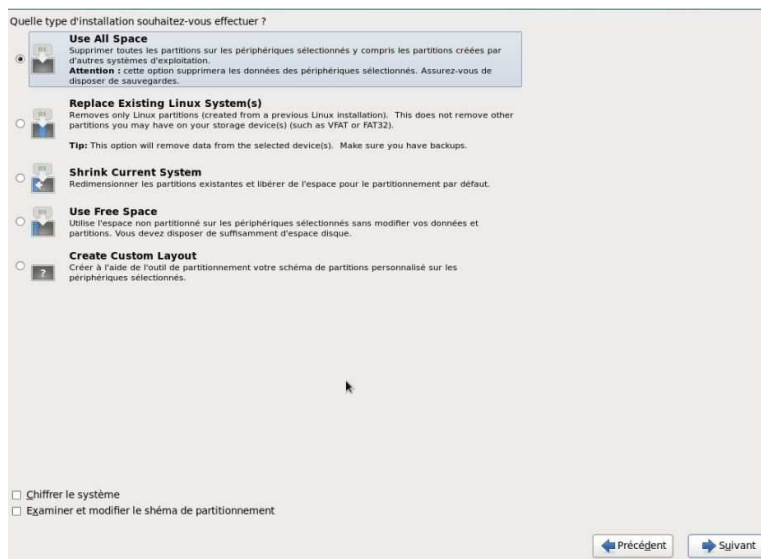 Quelle type d'installation souhaitez-vous effectuer ?
Use All Space
Supprimer toutes les partitions sur les périphériques sélectionnés y compris les partitions créées par
d'autres systèmes d'exploitation.
Attention : cette option supprimera les données des périphériques sélectionnés. Assurez-vous de
disposer de sauvegardes.
Replace Existing Linux System(s)
Removes only Linux partitions (created from a previous Linux installation). This does not remove other
partitions you may have on your storage device(s) (such as VFAT or FAT32).
Tip: This option will remove data from the selected device(s). Make sure you have backups.
Shrink Current System
Redimensionner les partitions existantes et libérer de l'espace pour le partitionnement par défaut.
Use Free Space
Utilise l'espace non partitionné sur les périphériques sélectionnés sans modifier vos données et
partitions. Vous devez disposer de suffisamment d'espace disque.
Create Custom Layout
Créer à l'aide de l'outil de partitionnement votre schéma de partitions personnalisé sur les
périphériques sélectionnés.
?
Chiffrer le système
Examiner et modifier le shéma de partitionnement
Précédent
Suivant